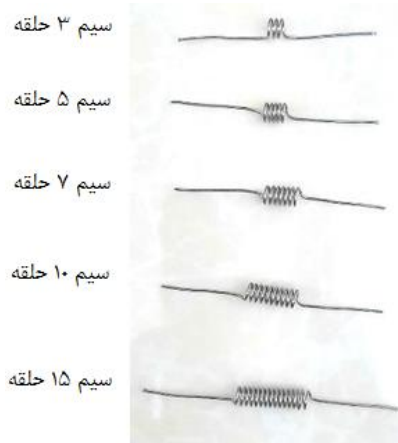 سیم ۳ حلقه
سیم ۵ حلقه
سیم ۷ حلقه
سیم ۱۰ حلقه
سیم ۱۵ حلقه